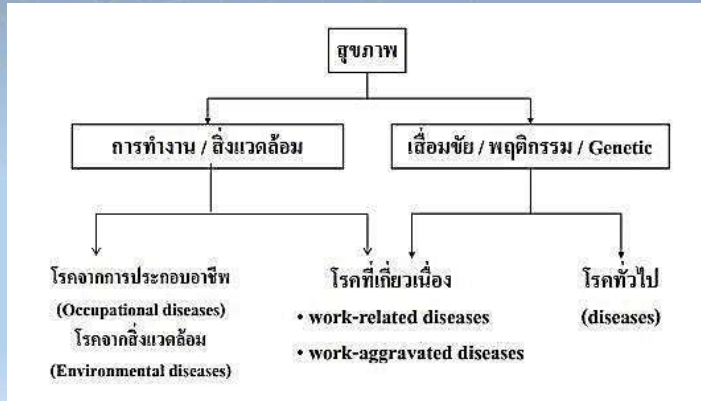 สุขภาพ
การทำงาน / สิ่งแวดล้อม
เสื่อมขัย / พฤติกรรม / Genetic
โรคจากการประกอบอาชีพ
(Occupational diseases)
โรคจากสิ่งแวดล้อม
(Environmental diseases)
โรคที่เกี่ยวเนื่อง
• work-related diseases
• work-aggravated diseases
โรคทั่วไป
(diseases)